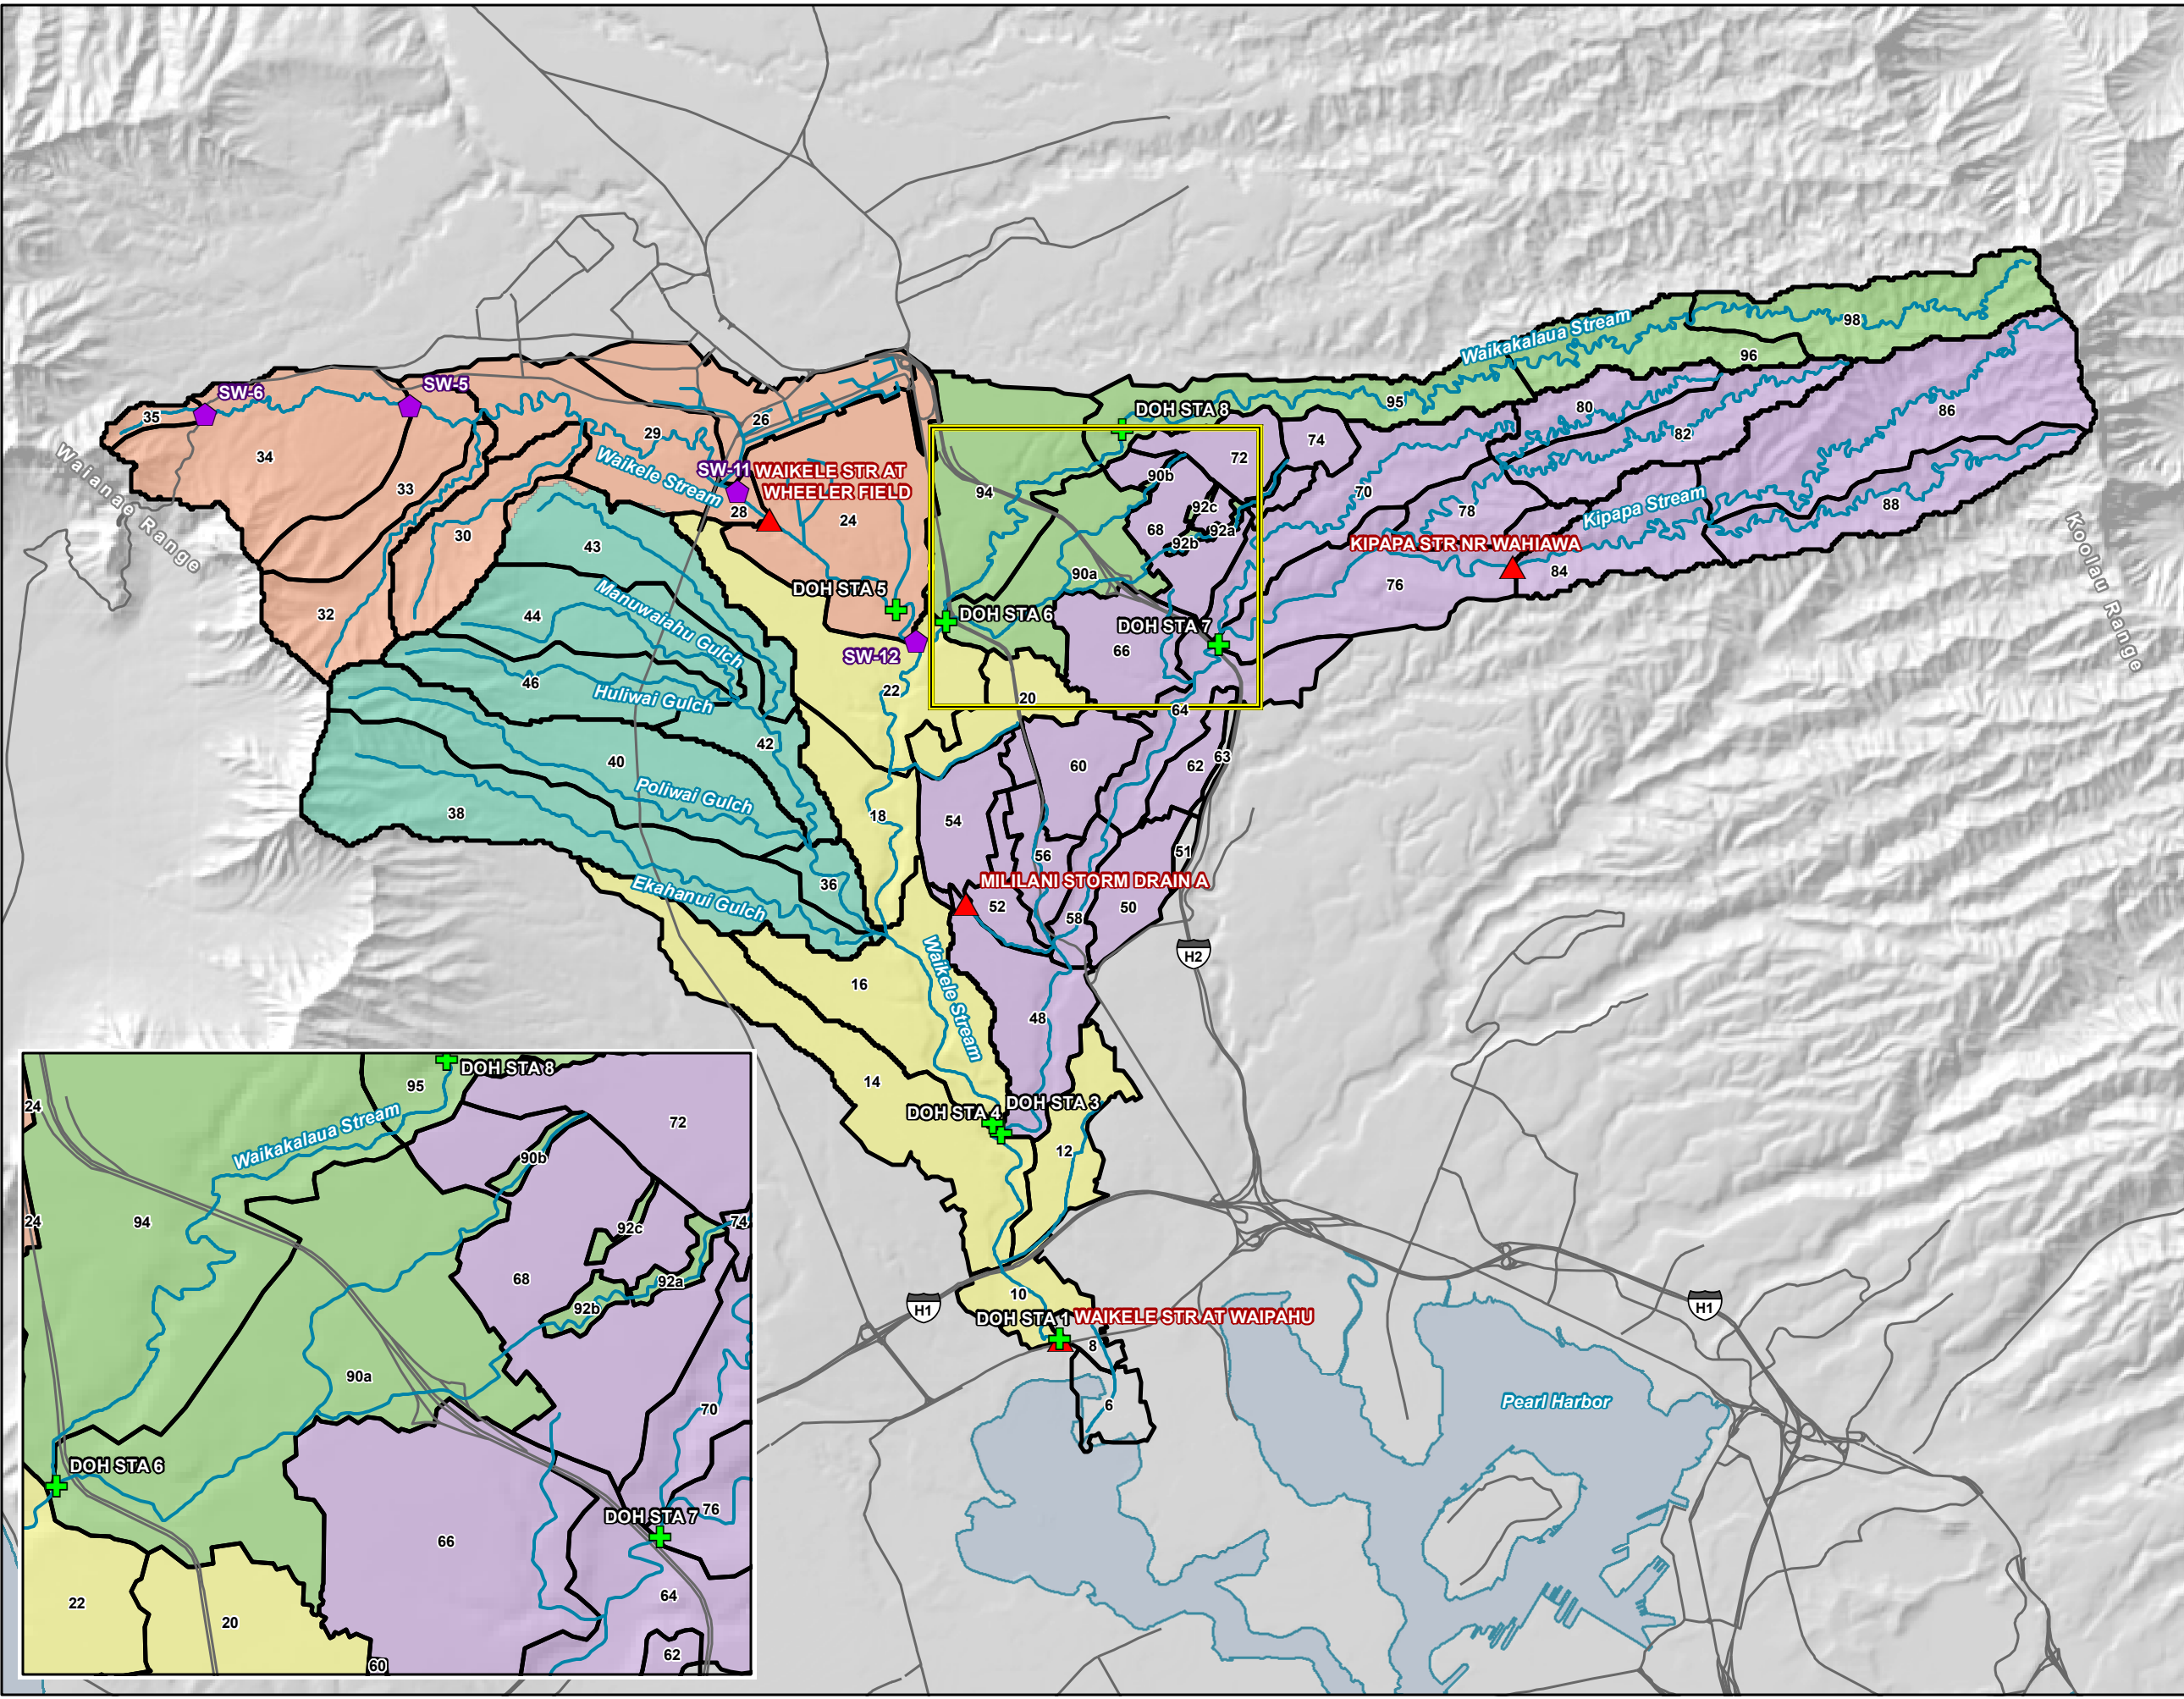 98
Waikakalaua Stream
96
SW-5
SW-6
35
26
DOH STA 8
95
80
86
29
34
74
82
72
Waikele Stream
SW-11
WAIKELE STR AT
WHEELER FIELD
90b
33
94
70
Kipapa Stream
88
92c
28
24
78
68
92a
30
92b
KIPAPA STR NR WAHIAWA
43
90a
84
76
Waianae Range
Koolau Range
DOH STA 5
DOH STA 6
32
44
Manuwaiahu Gulch
DOH STA 7
SW-12
66
46
Huliwai Gulch
22
20
64
42
40
60
62
63
Poliwai Gulch
38
18
54
56
51
MILILANI STORM DRAIN A
36
Ekahanui Gulch
52
58
50
H2
16
Waikele Stream
48
14
DOH STA 4
DOH STA 3
12
10
H1
H1
DOH STA 1
WAIKELE STR AT WAIPAHU
8
6
Pearl Harbor
DOH STA 8
95
24
Waikakalaua Stream
72
90b
24
94
92c
74
68
92a
92b
90a
70
DOH STA 6
76
DOH STA 7
66
64
22
20
62
60